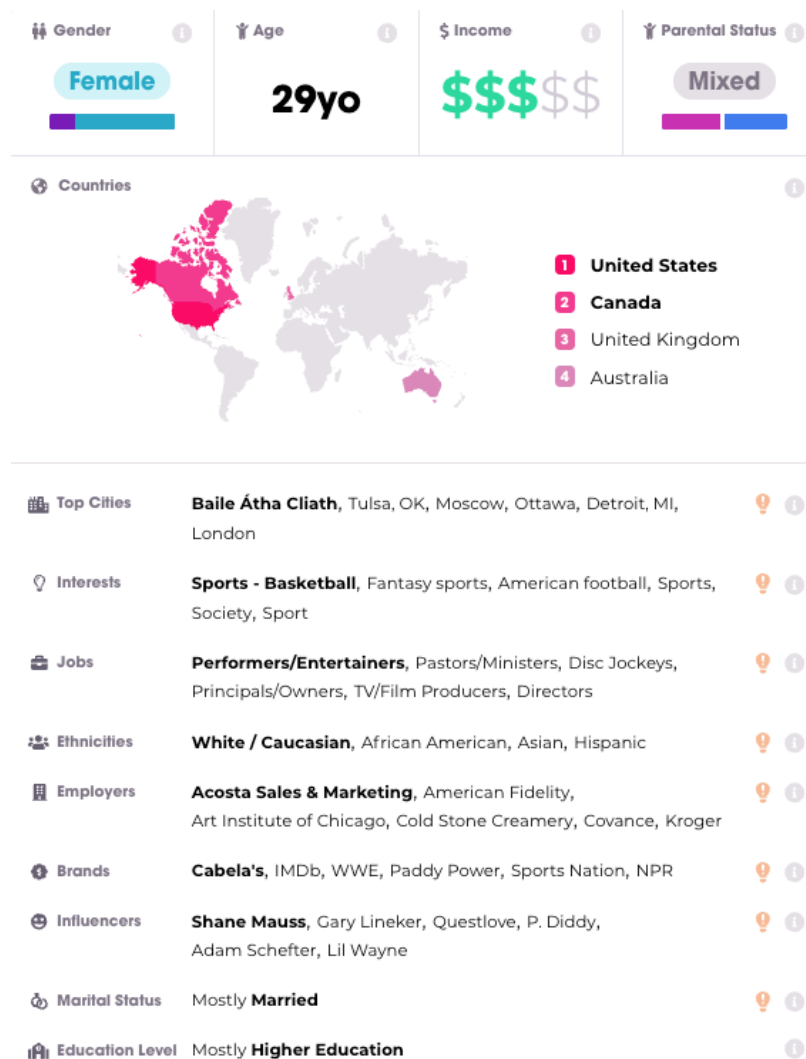 Gender
Age
$ Income
Parental Status
Female
29yo
$$$$$
Mixed
Countries
1 United States
2 Canada
3 United Kingdom
4 Australia
Top Cities Baile Átha Cliath, Tulsa, OK, Moscow, Ottawa, Detroit, MI,
London
Interests Sports - Basketball, Fantasy sports, American football, Sports,
Society, Sport
Jobs Performers/Entertainers, Pastors/Ministers, Disc Jockeys,
Principals/Owners, TV/Film Producers, Directors
Ethnicities White / Caucasian, African American, Asian, Hispanic
Employers Acosta Sales & Marketing, American Fidelity,
Art Institute of Chicago, Cold Stone Creamery, Covance, Kroger
Brands Cabela's, IMDb, WWE, Paddy Power, Sports Nation, NPR
Influencers Shane Mauss, Gary Lineker, Questlove, P. Diddy,
Adam Schefter, Lil Wayne
Marital Status Mostly Married
Education Level Mostly Higher Education